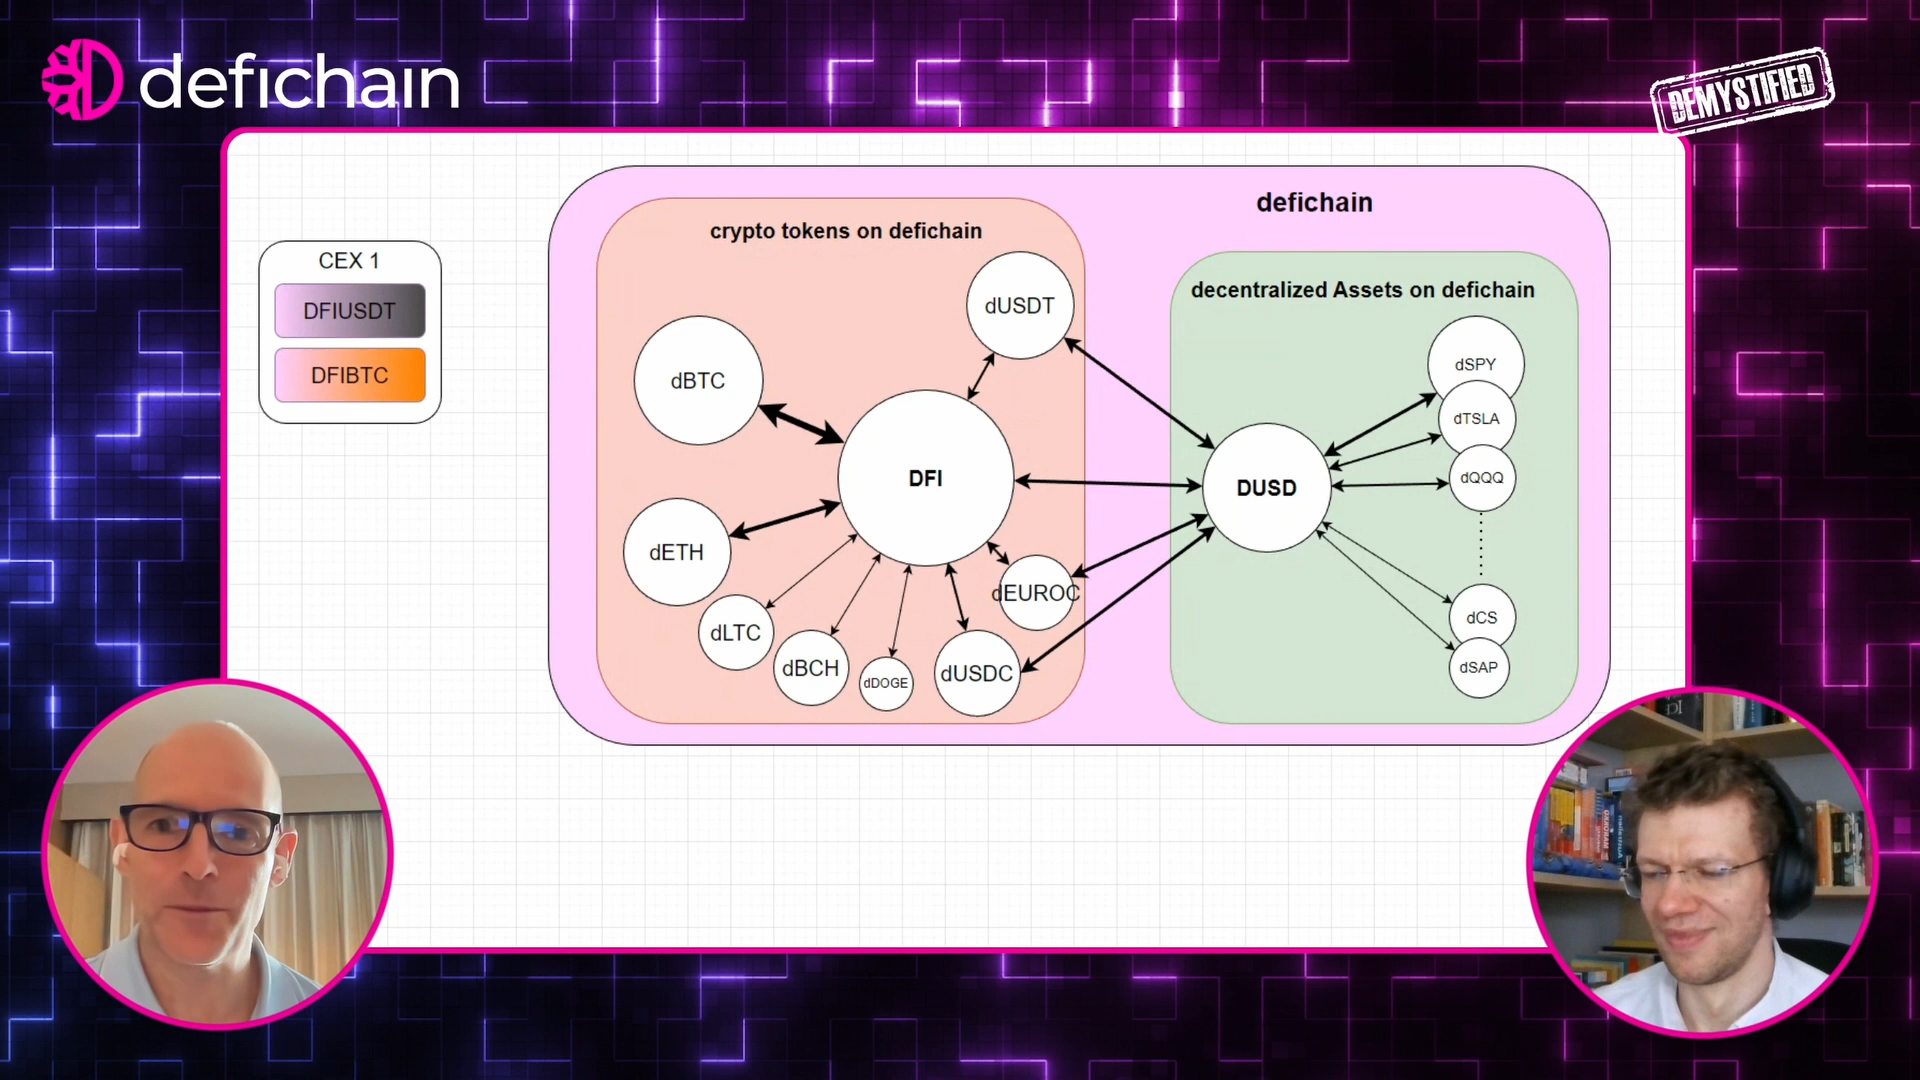 defichain
DEMYSTIFIED
defichain
crypto tokens on defichain
decentralized Assets on defichain
CEX 1
DFIUSDT
DFIBTC
dUSDT
dBTC
DFI
dETH
dLTC
dBCH
dDOGE
dUSDC
dEUROC
DUSD
dSPY
dTSLA
dQQQ
dCS
dSAP